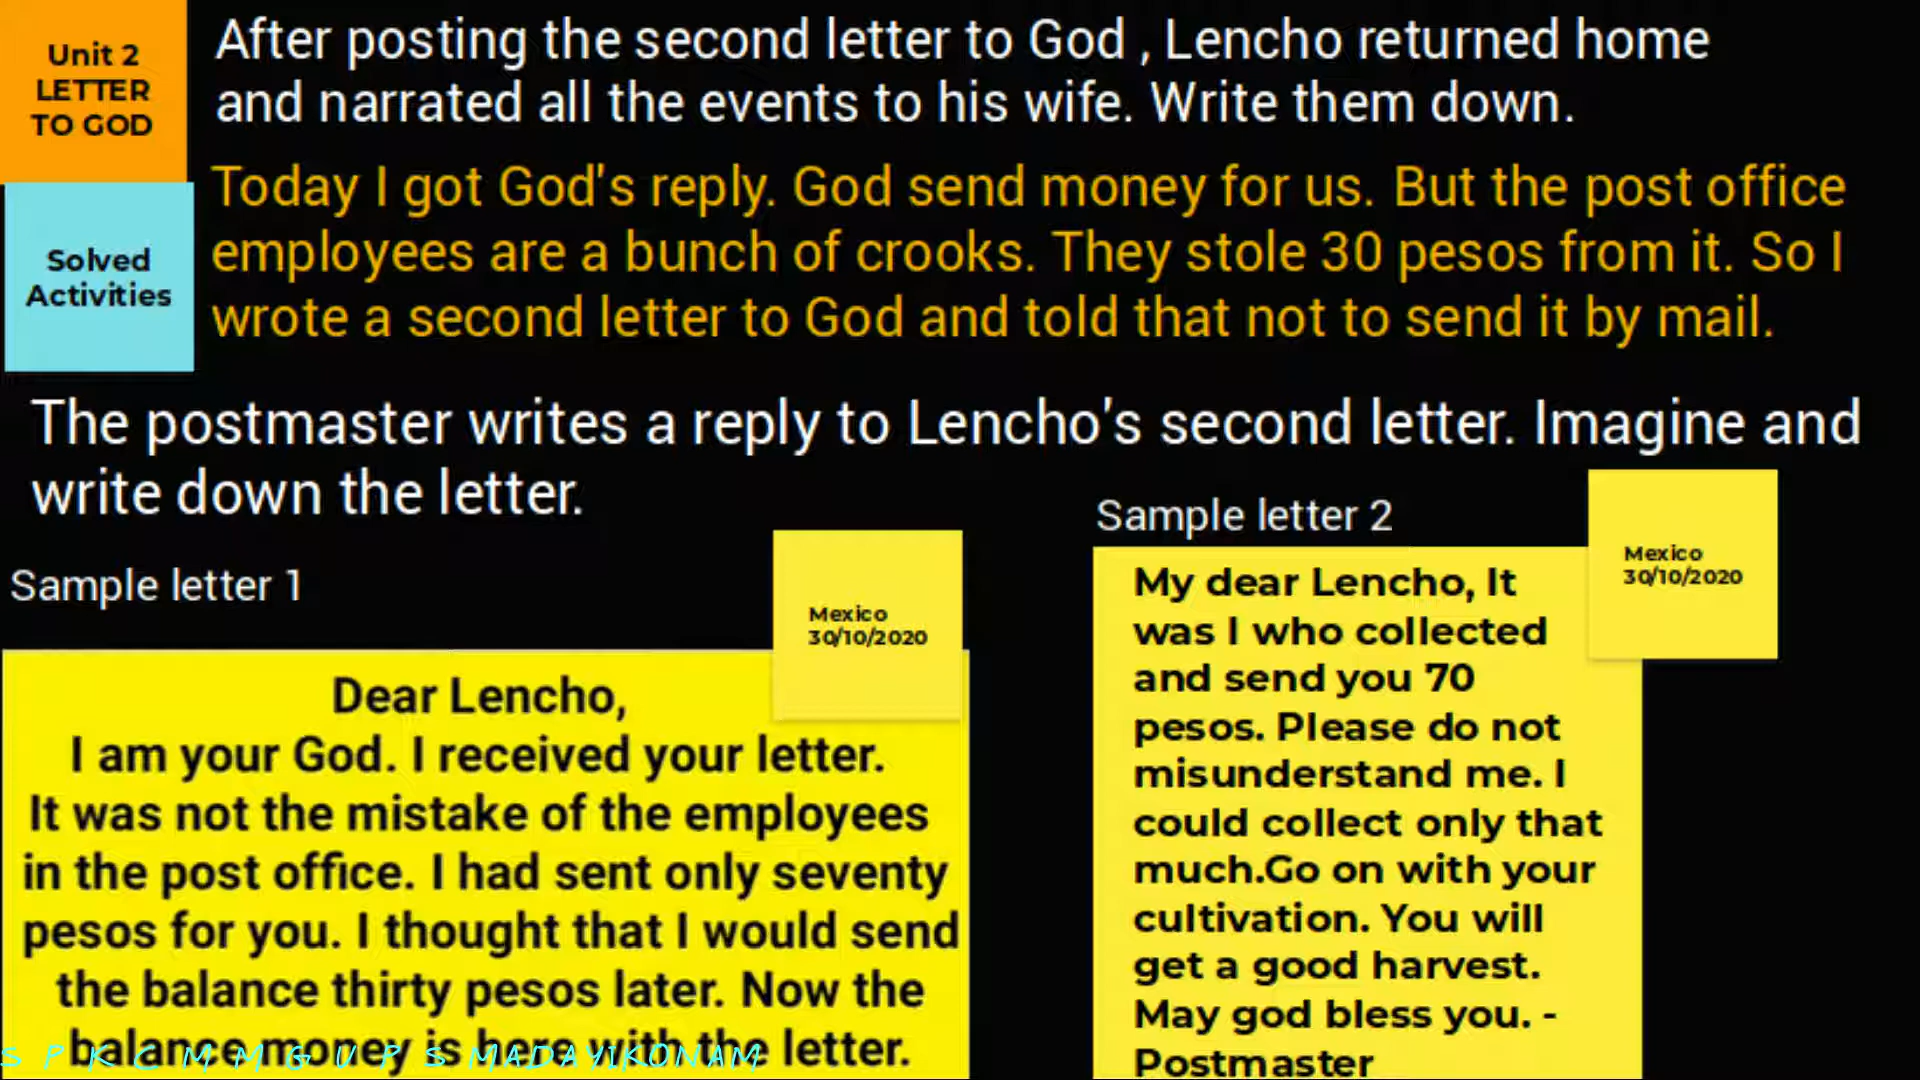 Unit 2
LETTER
TO GOD
After posting the second letter to God , Lencho returned home
and narrated all the events to his wife. Write them down.
Solved
Activities
Today I got God's reply. God send money for us. But the post office
employees are a bunch of crooks. They stole 30 pesos from it. So I
wrote a second letter to God and told that not to send it by mail.
The postmaster writes a reply to Lencho's second letter. Imagine and
write down the letter.
Sample letter 1
Mexico
30/10/2020
Dear Lencho,
I am your God. I received your letter.
It was not the mistake of the employees
in the post office. I had sent only seventy
pesos for you. I thought that I would send
the balance thirty pesos later. Now the
balance money is here with the letter.
Sample letter 2
Mexico
30/10/2020
My dear Lencho, It
was I who collected
and send you 70
pesos. Please do not
misunderstand me. I
could collect only that
much.Go on with your
cultivation. You will
get a good harvest.
May god bless you. -
Postmaster
S P K C M M G U P S MADAYIKONAM